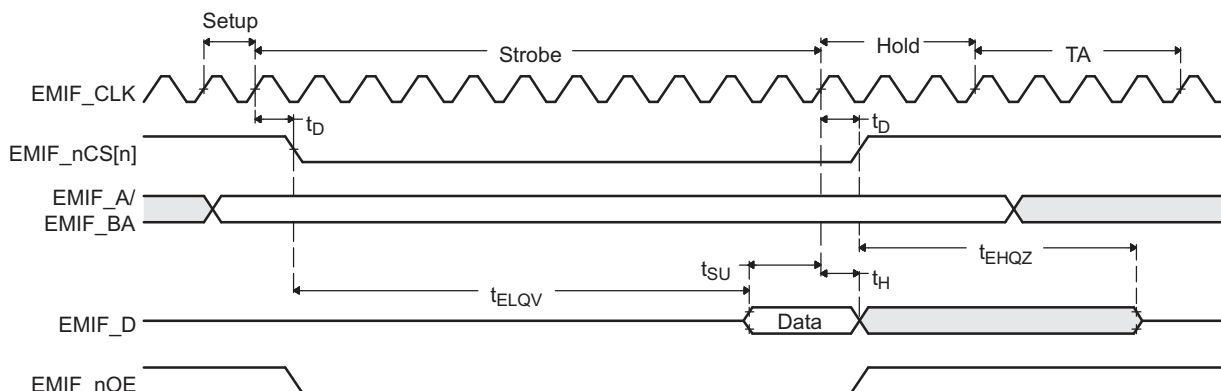 Setup
Strobe
Hold
TA
EMIF_CLK
tD
tD
EMIF_nCS[n]
EMIF_A/
EMIF_BA
tEHQZ
tSU
tH
tELQV
EMIF_D
Data
EMIF_nOE